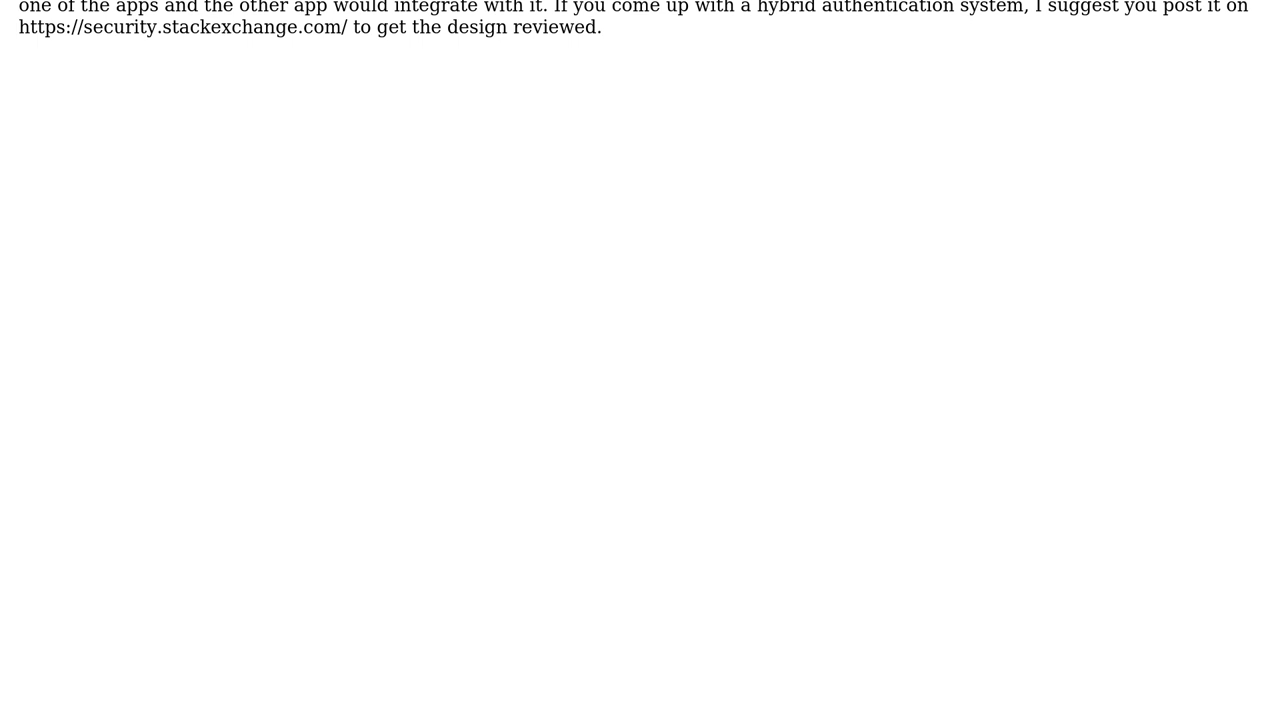 one of the apps and the other app would integrate with it. If you come up with a hybrid authentication system, I suggest you post it on
https://security.stackexchange.com/ to get the design reviewed.